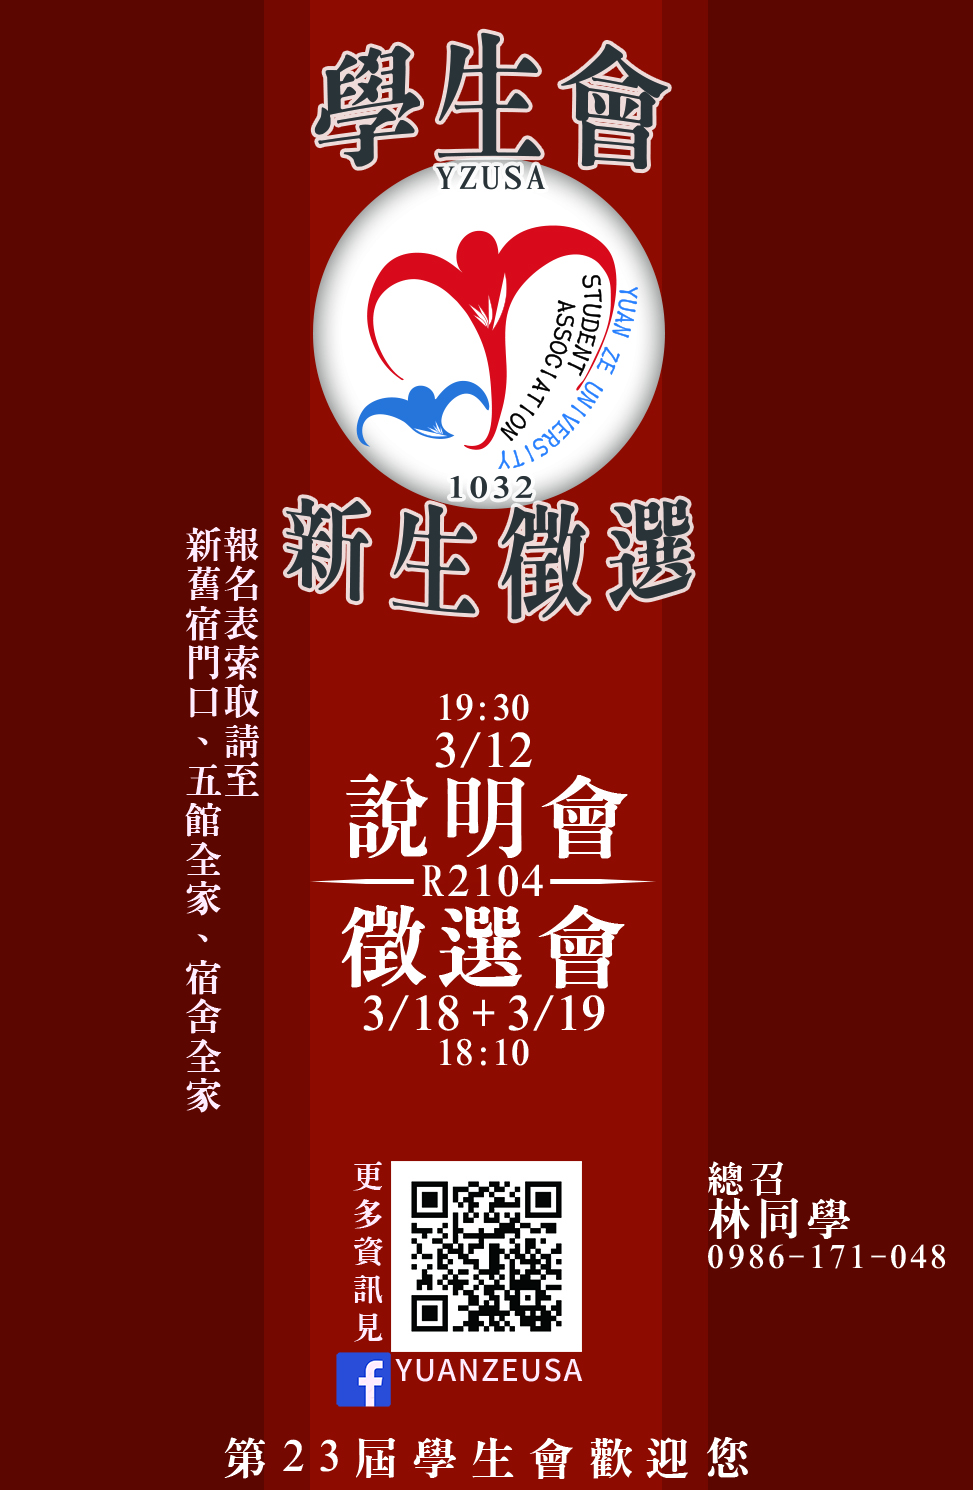 學生會
YZUSA
STUDENT
ASSOCIATION
YUAN ZE UNIVERSITY
1032
新生徵選
報名表索取請至
新舊宿門口、五館全家、宿舍全家
19:30
3/12
說明會
R2104
徵選會
3/18+3/19
18:10
更多資訊見
f YUANZEUSA
總召
林同學
0986-171-048
第23屆學生會歡迎您